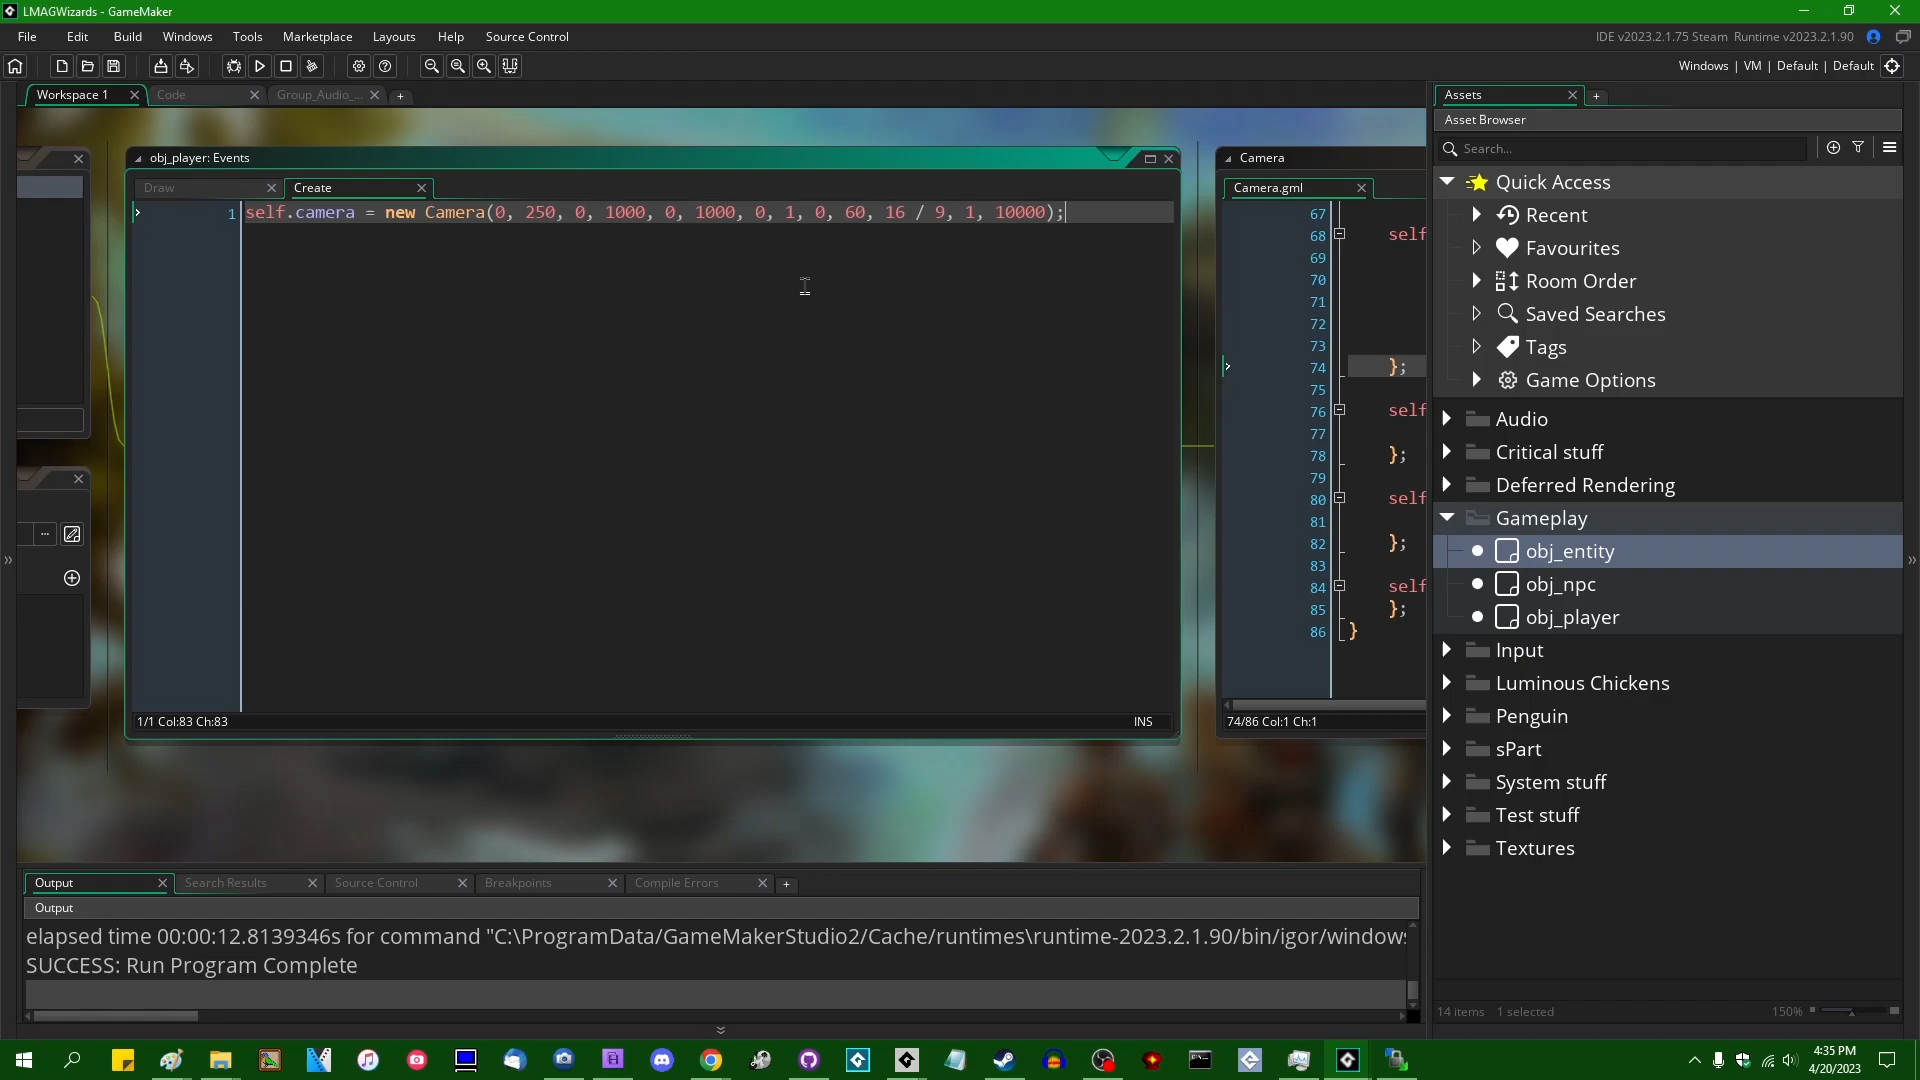 LMAGWizards - GameMaker
File Edit Build Windows Tools Marketplace Layouts Help Source Control
IDE v2023.2.1.75 Steam Runtime v2023.2.1.90
Windows | VM | Default | Default
Workspace 1
Code
Group_Audio_...
obj_player: Events
Draw
Create
1 self.camera = new Camera(0, 250, 0, 1000, 0, 1000, 0, 1, 0, 60, 16 / 9, 1, 10000);
1/1 Col:83 Ch:83
INS
Camera
Camera.gml
67
68 self
69
70
71
72
73
74 };
75
76 self
77
78 };
79
80 self
81
82 };
83
84 self
85 };
86 }
74/86 Col:1 Ch:1
Assets
Asset Browser
Search...
Quick Access
Recent
Favourites
Room Order
Saved Searches
Tags
Game Options
Audio
Critical stuff
Deferred Rendering
Gameplay
obj_entity
obj_npc
obj_player
Input
Luminous Chickens
Penguin
sPart
System stuff
Test stuff
Textures
14 items 1 selected
150%
Output
Search Results
Source Control
Breakpoints
Compile Errors
Output
elapsed time 00:00:12.8139346s for command "C:\ProgramData/GameMakerStudio2/Cache/runtimes\runtime-2023.2.1.90/bin/igor/windows
SUCCESS: Run Program Complete
4:35 PM
4/20/2023